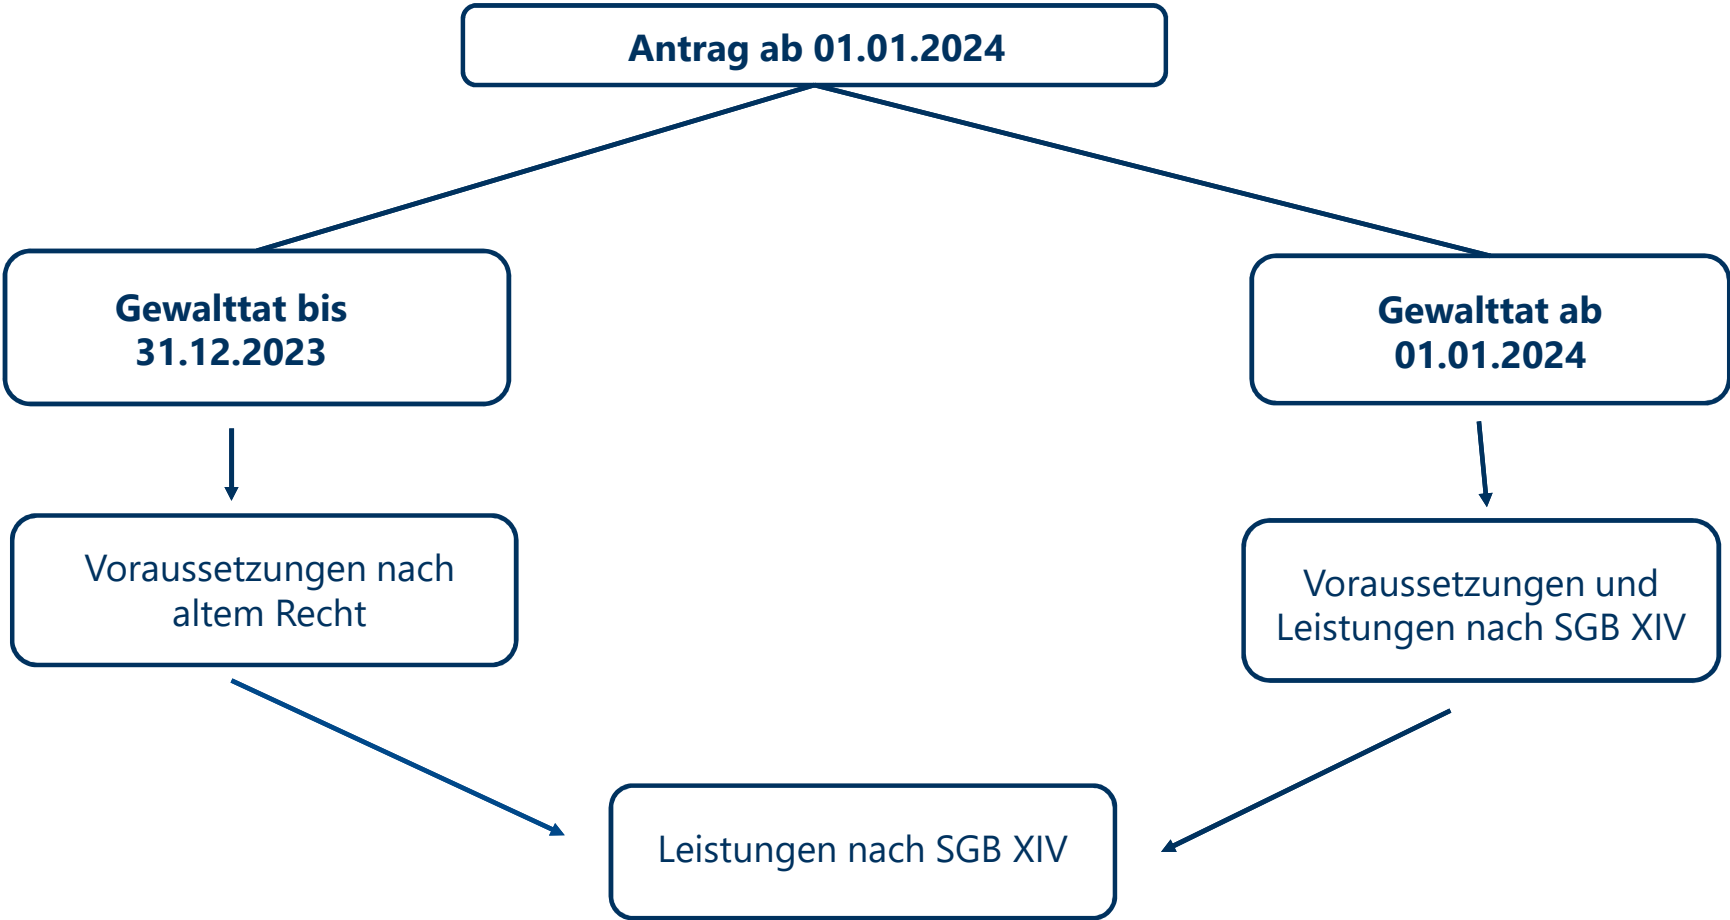 Antrag ab 01.01.2024
Gewalttat bis
31.12.2023
Gewalttat ab
01.01.2024
Voraussetzungen nach
altem Recht
Voraussetzungen und
Leistungen nach SGB XIV
Leistungen nach SGB XIV